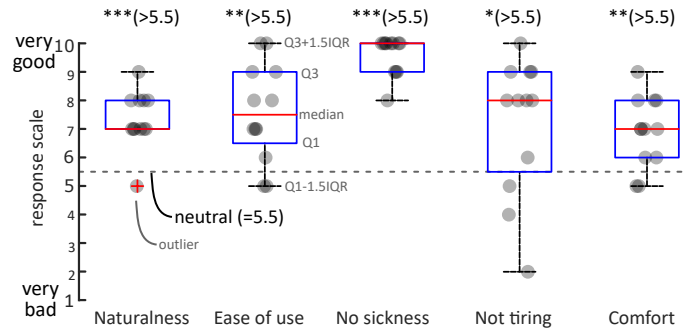 ***(>5.5) **(>5.5) ***(>5.5) *(>5.5) **(>5.5)
very
good
10
9
8
7
6
5
4
3
2
1
very
bad
response scale
Q3+1.5IQR
Q3
median
Q1
Q1-1.5IQR
neutral (=5.5)
outlier
Naturalness Ease of use No sickness Not tiring Comfort